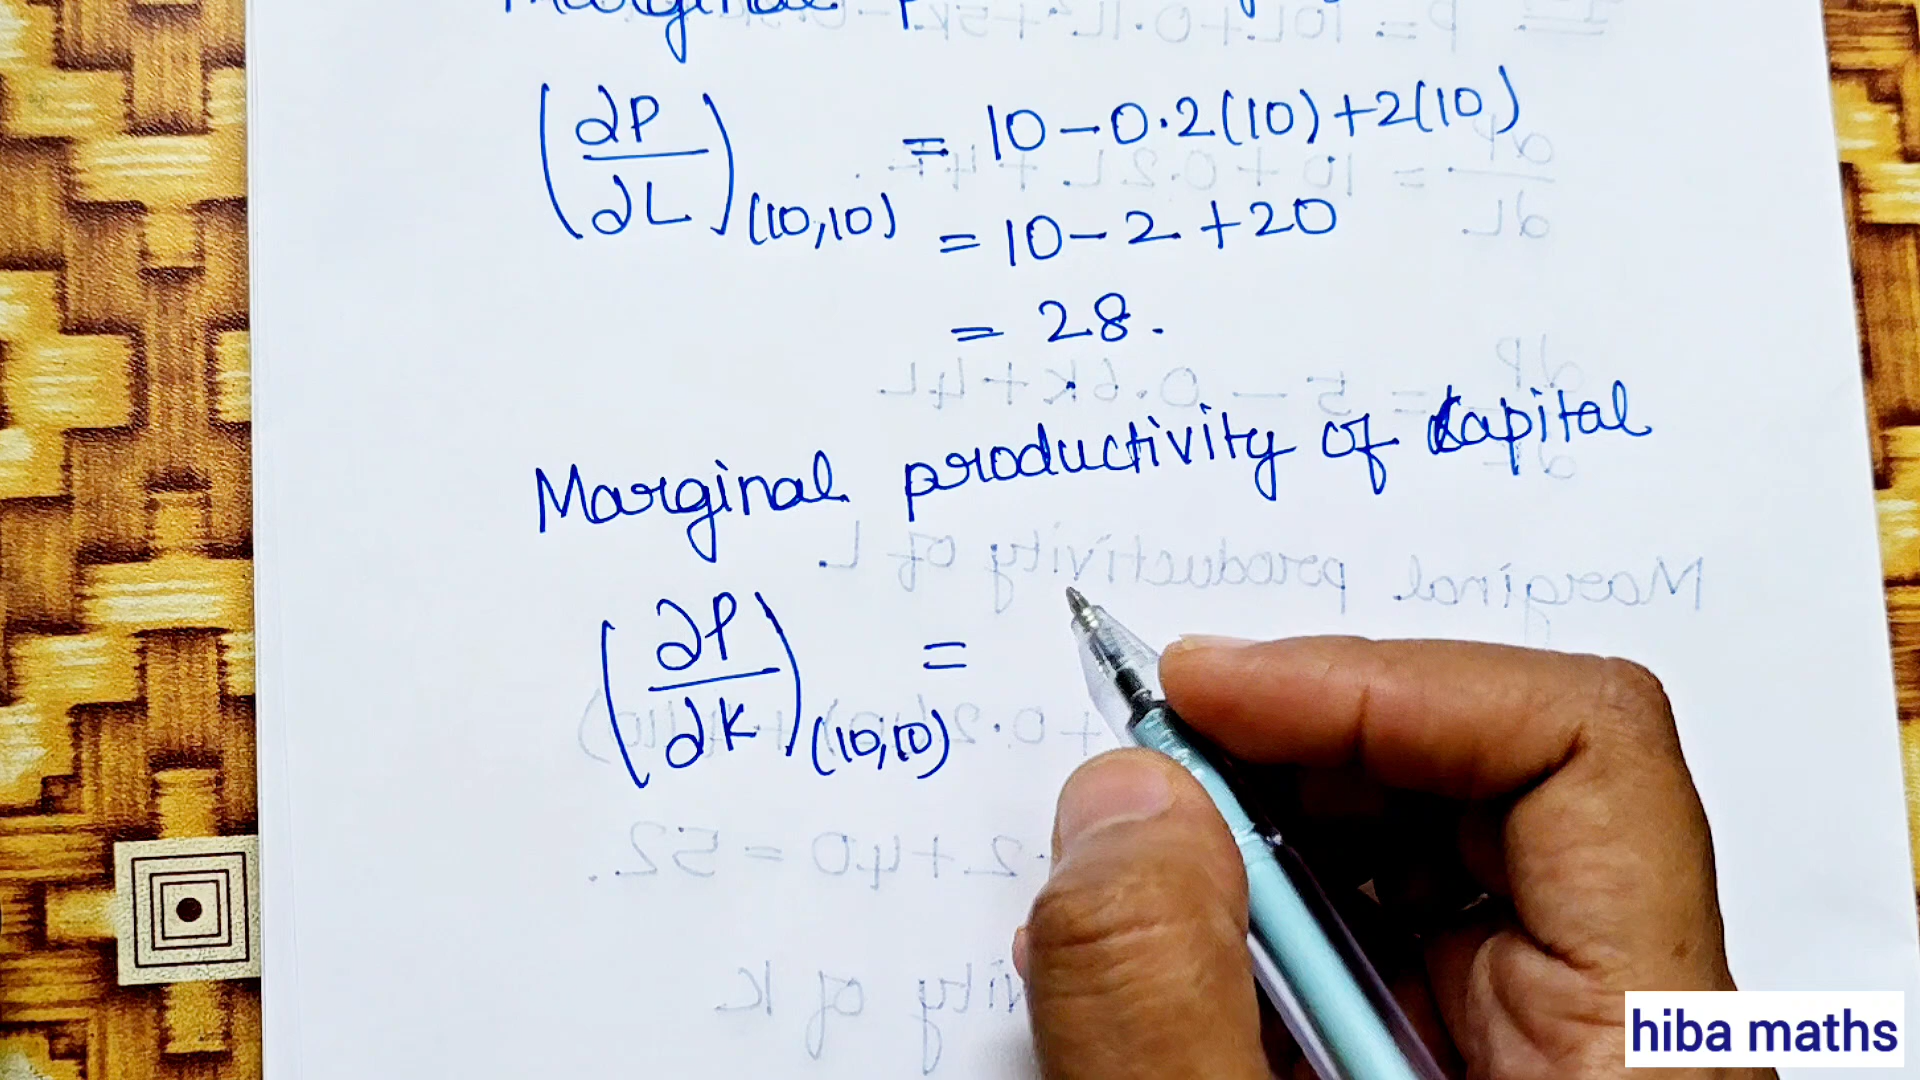 Marginal
(∂P/∂L)(10,10) = 10 - 0.2(10) + 2(10)
= 10 - 2 + 20
= 28.
Marginal productivity of Capital
(∂P/∂K)(10,10) =
hiba maths